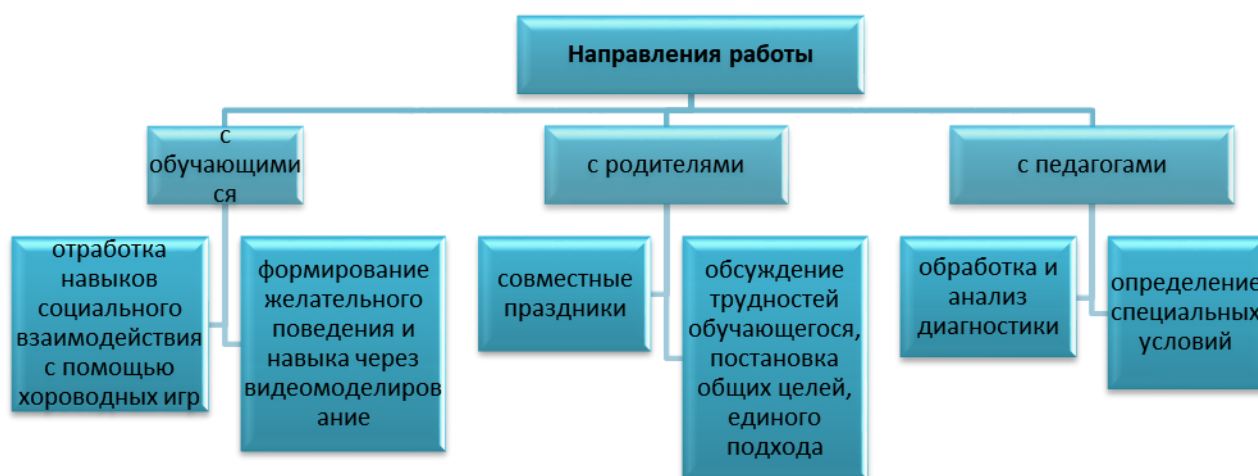 Направления работы
с
обучающими
ся
с родителями
с педагогами
отработка
навыков
социального
взаимодействия
с помощью
хороводных игр
формирование
желательного
поведения и
навыка через
видеомоделиров
ание
совместные
праздники
обсуждение
трудностей
обучающегося,
постановка
общих целей,
единого
подхода
обработка и
анализ
диагностики
определение
специальных
условий